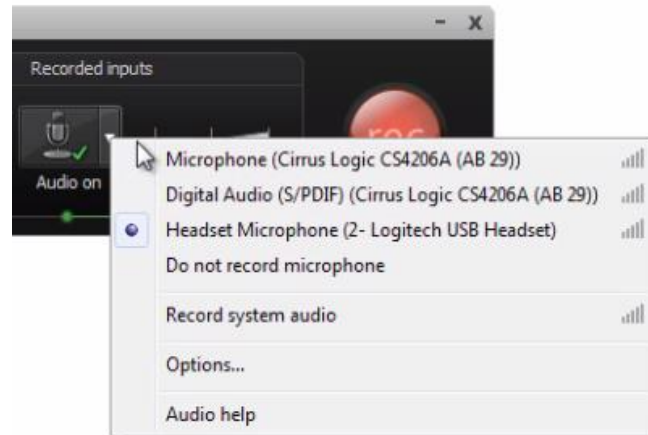 - x
Recorded inputs
rec
Audio on
Microphone (Cirrus Logic CS4206A (AB 29))
Digital Audio (S/PDIF) (Cirrus Logic CS4206A (AB 29))
Headset Microphone (2- Logitech USB Headset)
Do not record microphone
Record system audio
Options...
Audio help